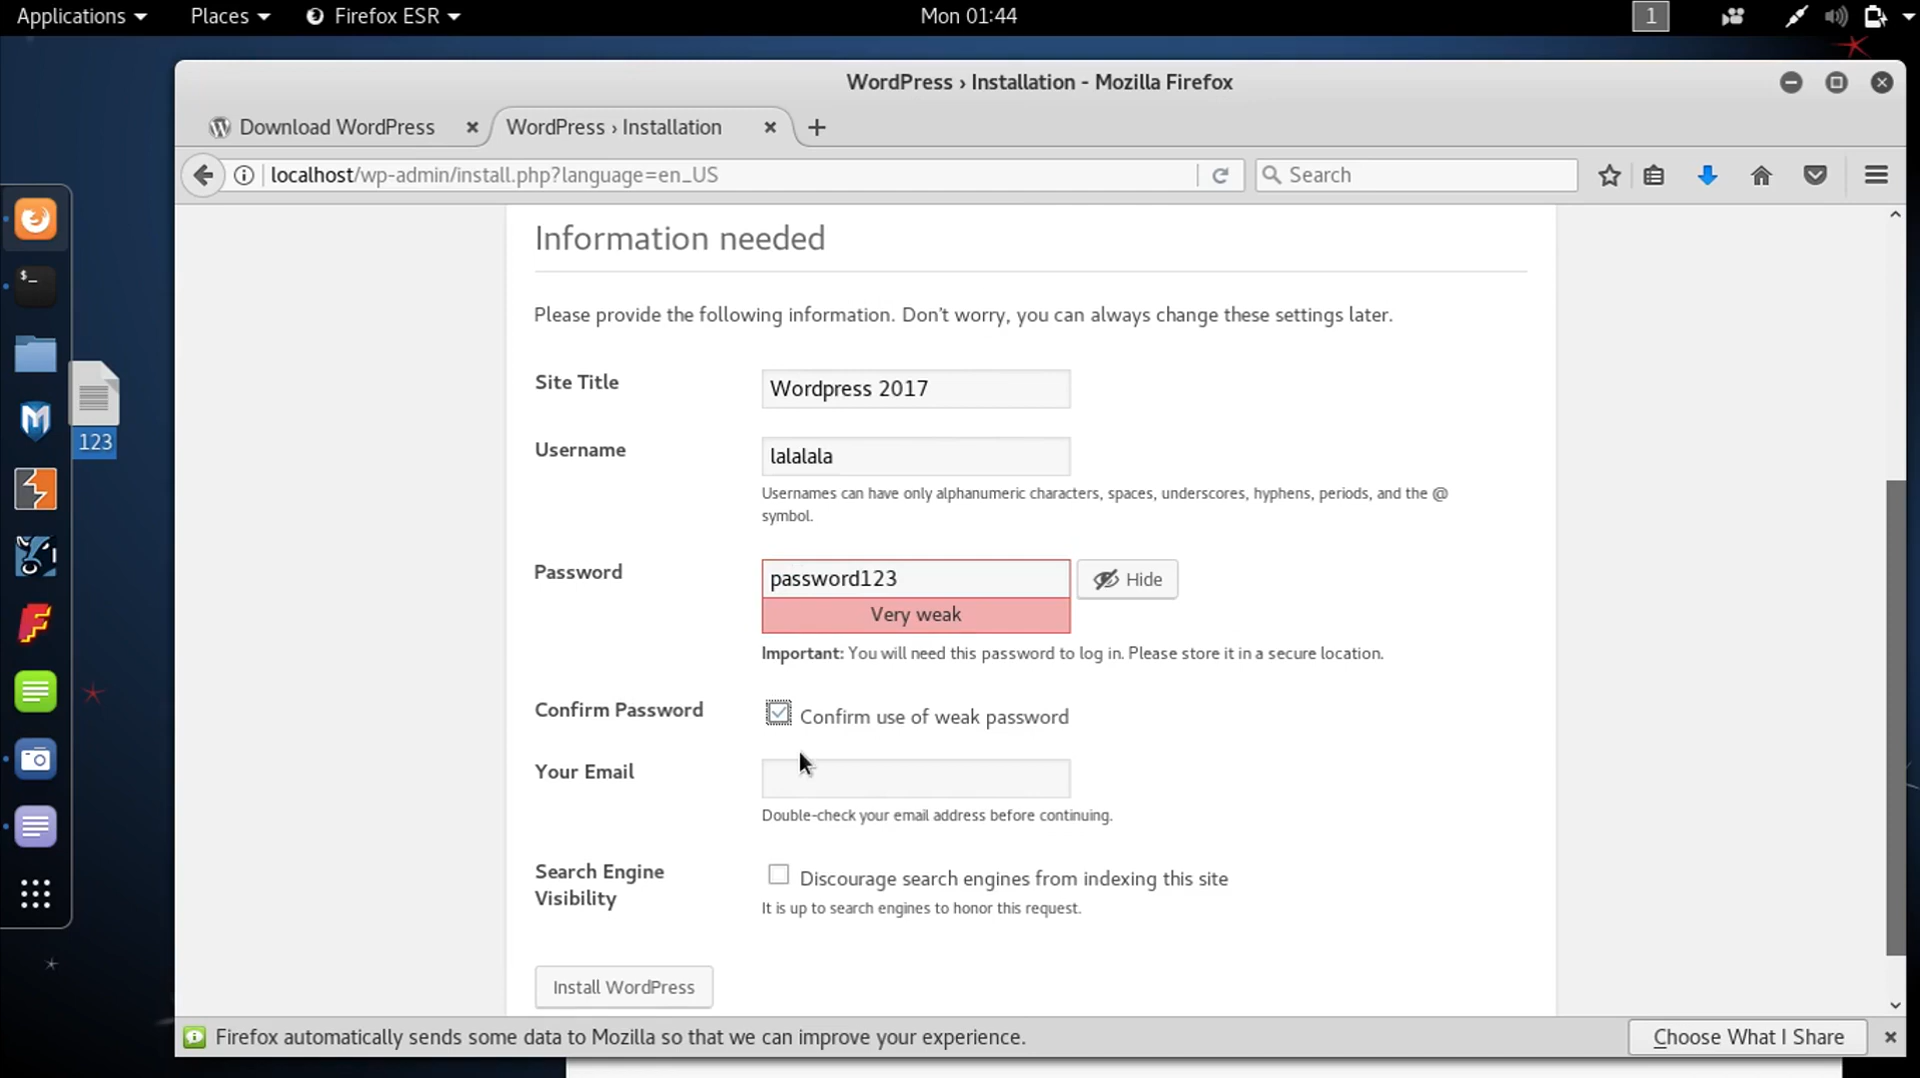 Applications Places Firefox ESR Mon 01:44 1
WordPress › Installation - Mozilla Firefox
Download WordPress WordPress › Installation
localhost/wp-admin/install.php?language=en_US Search
Information needed
Please provide the following information. Don't worry, you can always change these settings later.
Site Title Wordpress 2017
Username lalalala
Usernames can have only alphanumeric characters, spaces, underscores, hyphens, periods, and the @
symbol.
Password password123 Hide
Very weak
Important: You will need this password to log in. Please store it in a secure location.
Confirm Password Confirm use of weak password
Your Email
Double-check your email address before continuing.
Search Engine
Visibility
Discourage search engines from indexing this site
It is up to search engines to honor this request.
Install WordPress
Firefox automatically sends some data to Mozilla so that we can improve your experience. Choose What I Share
$_
123